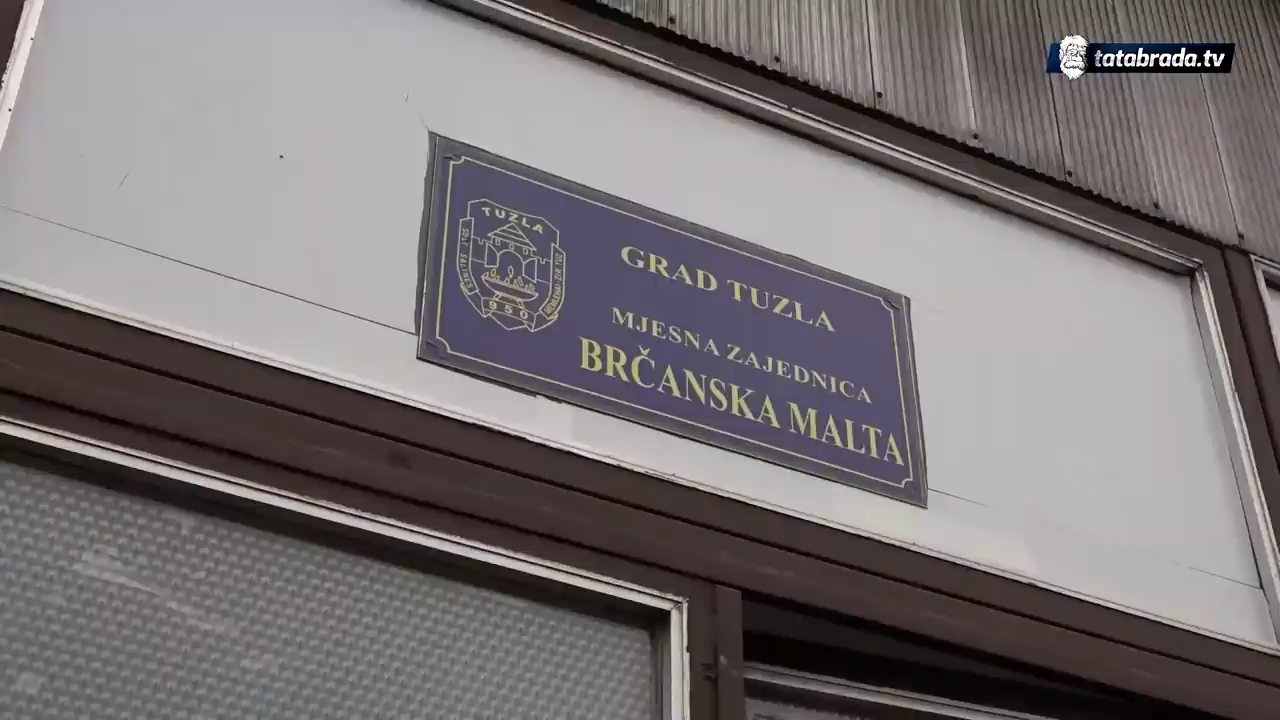 tatabrada.tv
TUZLA
950
GRAD TUZLA
MJESNA ZAJEDNICA
BRČANSKA MALTA